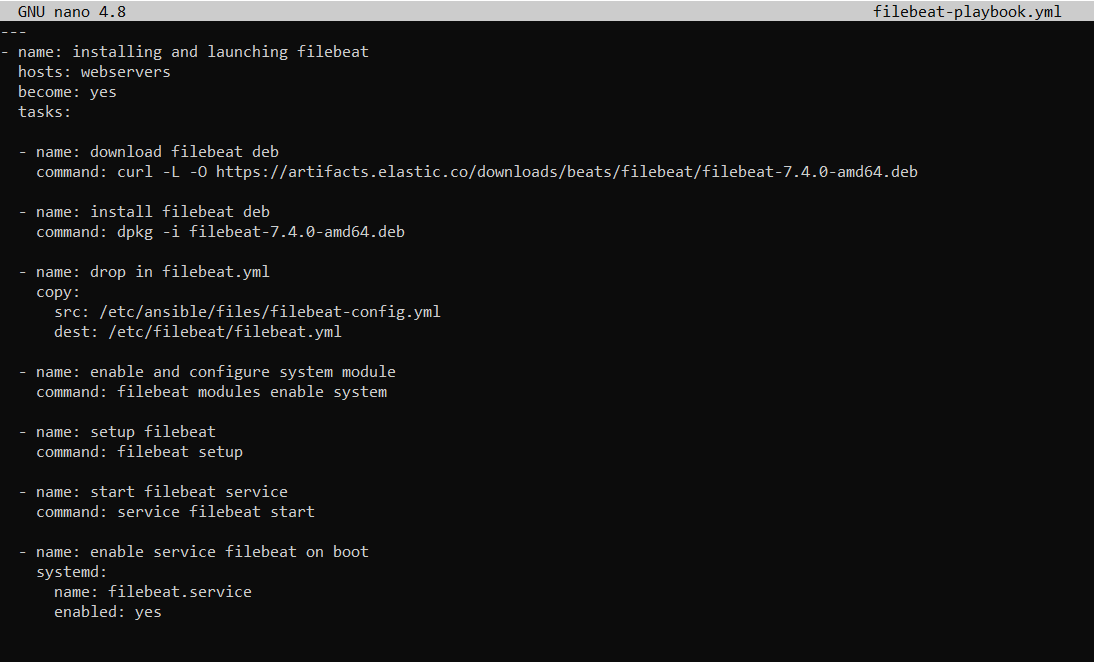 GNU nano 4.8 filebeat-playbook.yml
---
- name: installing and launching filebeat
  hosts: webservers
  become: yes
  tasks:

  - name: download filebeat deb
    command: curl -L -O https://artifacts.elastic.co/downloads/beats/filebeat/filebeat-7.4.0-amd64.deb

  - name: install filebeat deb
    command: dpkg -i filebeat-7.4.0-amd64.deb

  - name: drop in filebeat.yml
    copy:
      src: /etc/ansible/files/filebeat-config.yml
      dest: /etc/filebeat/filebeat.yml

  - name: enable and configure system module
    command: filebeat modules enable system

  - name: setup filebeat
    command: filebeat setup

  - name: start filebeat service
    command: service filebeat start

  - name: enable service filebeat on boot
    systemd:
      name: filebeat.service
      enabled: yes